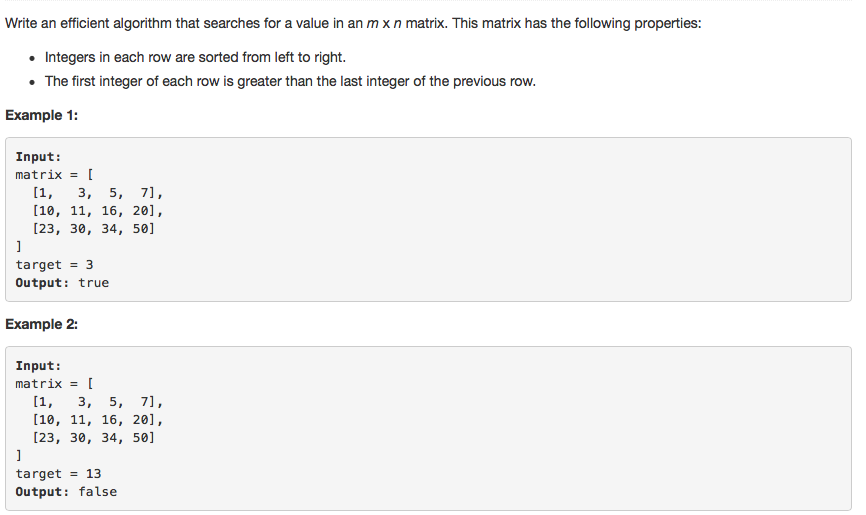 Write an efficient algorithm that searches for a value in an m x n matrix. This matrix has the following properties:
• Integers in each row are sorted from left to right.
• The first integer of each row is greater than the last integer of the previous row.
Example 1:
Input:
matrix = [
  [1,   3,  5,  7],
  [10, 11, 16, 20],
  [23, 30, 34, 50]
]
target = 3
Output: true
Example 2:
Input:
matrix = [
  [1,   3,  5,  7],
  [10, 11, 16, 20],
  [23, 30, 34, 50]
]
target = 13
Output: false